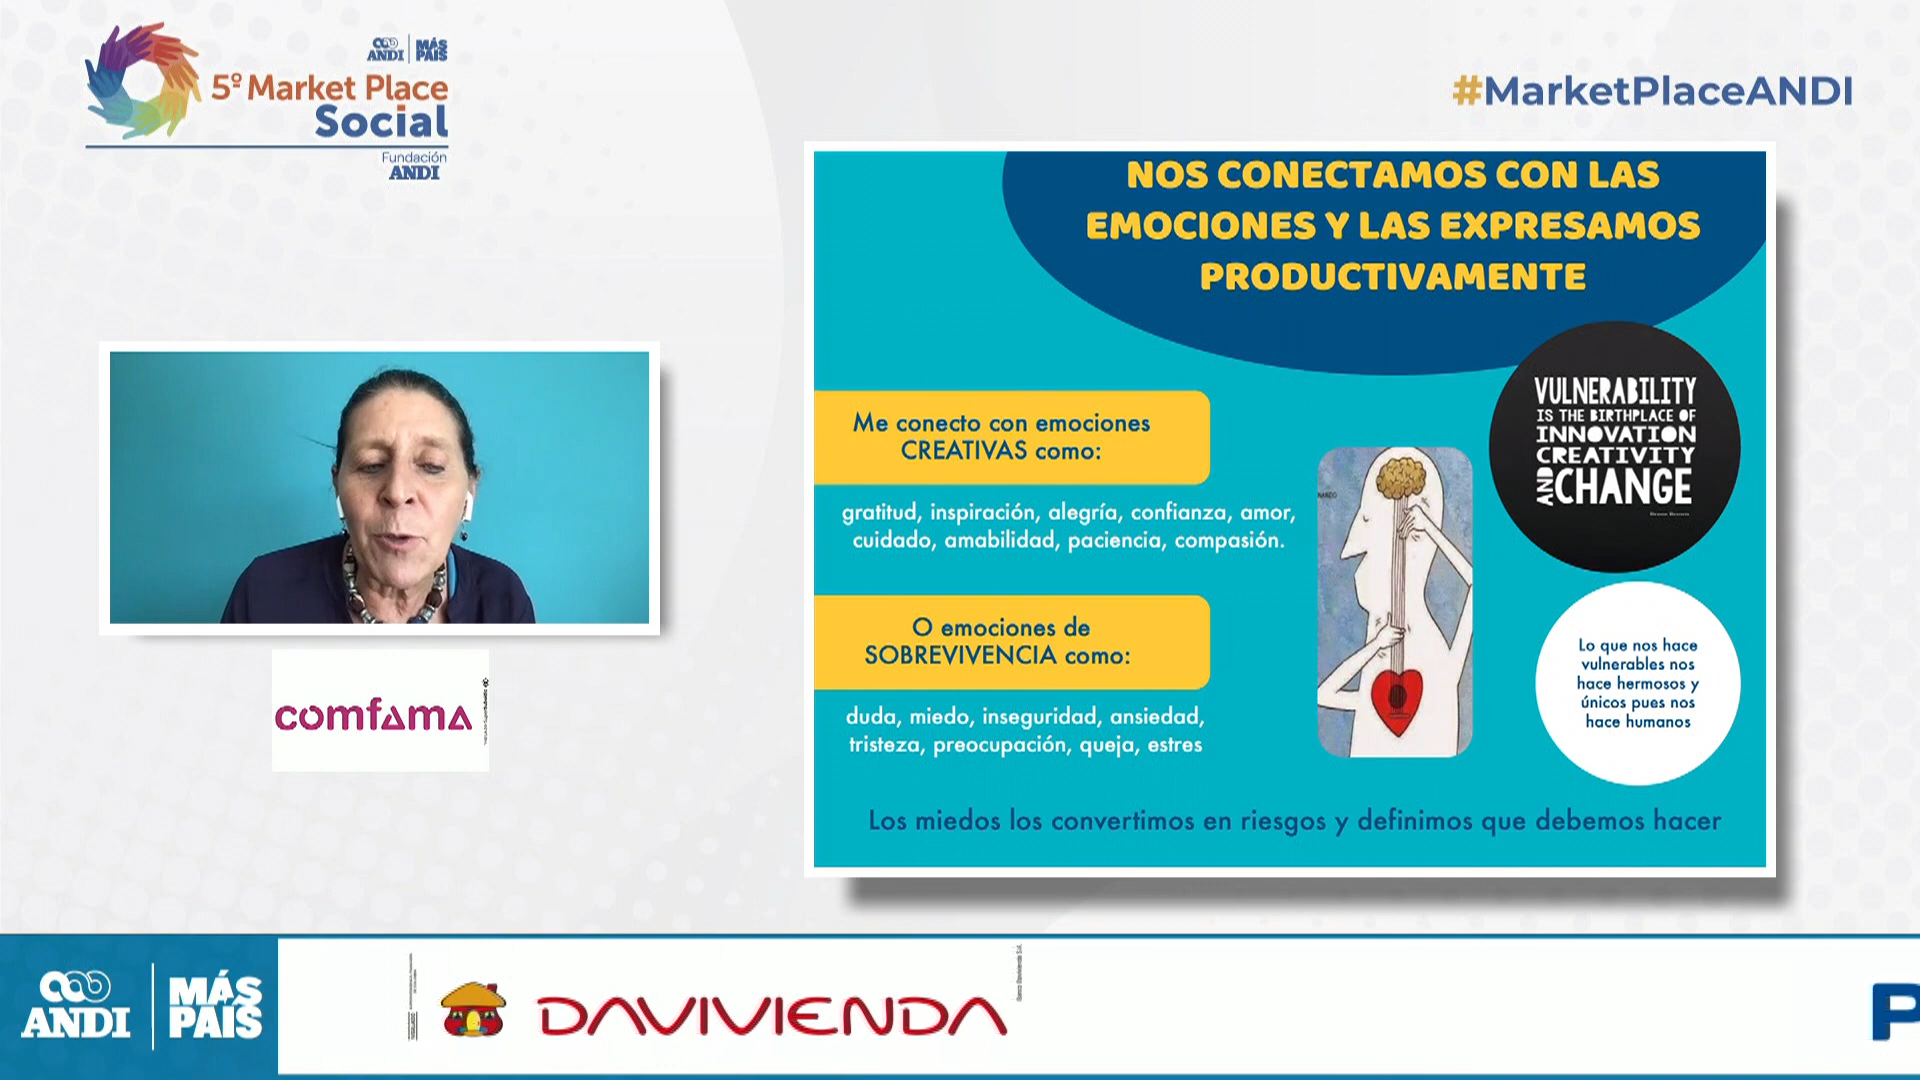 ANDI
MÁS
PAÍS
5º Market Place
Social
Fundación
ANDI
#MarketPlaceANDI
NOS CONECTAMOS CON LAS
EMOCIONES Y LAS EXPRESAMOS
PRODUCTIVAMENTE
VULNERABILITY
IS THE BIRTHPLACE OF
INNOVATION
CREATIVITY
AND CHANGE
Me conecto con emociones
CREATIVAS como:
gratitud, inspiración, alegría, confianza, amor,
cuidado, amabilidad, paciencia, compasión.
O emociones de
SOBREVIVENCIA como:
duda, miedo, inseguridad, ansiedad,
tristeza, preocupación, queja, estres
Lo que nos hace
vulnerables nos
hace hermosos y
únicos pues nos
hace humanos
Los miedos los convertimos en riesgos y definimos que debemos hacer
comfama
ANDI
MÁS
PAÍS
DAVIVIENDA
Banco Davivienda S.A.
P